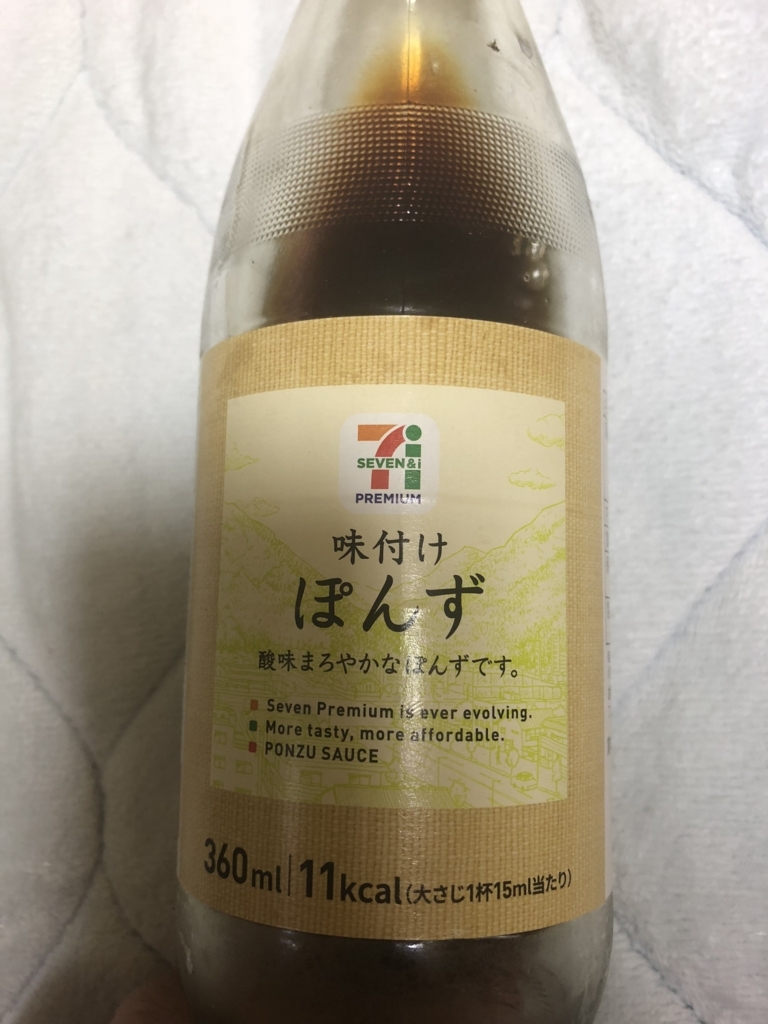 SEVEN&i
PREMIUM
味付け
ぽんず
酸味まろやかなぽんずです。
Seven Premium is ever evolving.
More tasty, more affordable.
PONZU SAUCE
360ml | 11kcal(大さじ1杯15ml当たり)